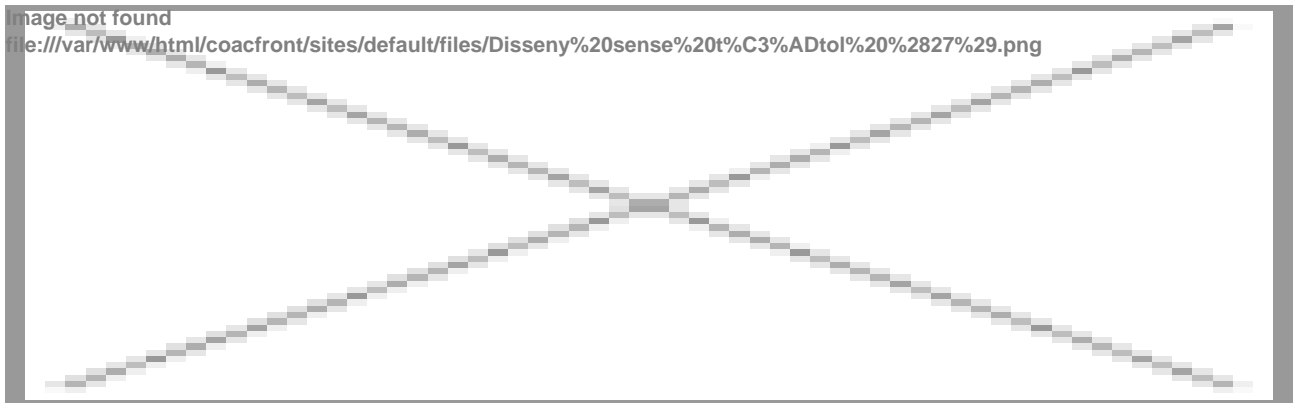 Image not found
file:///var/www/html/coacfront/sites/default/files/Disseny%20sense%20t%C3%ADtol%20%2827%29.png